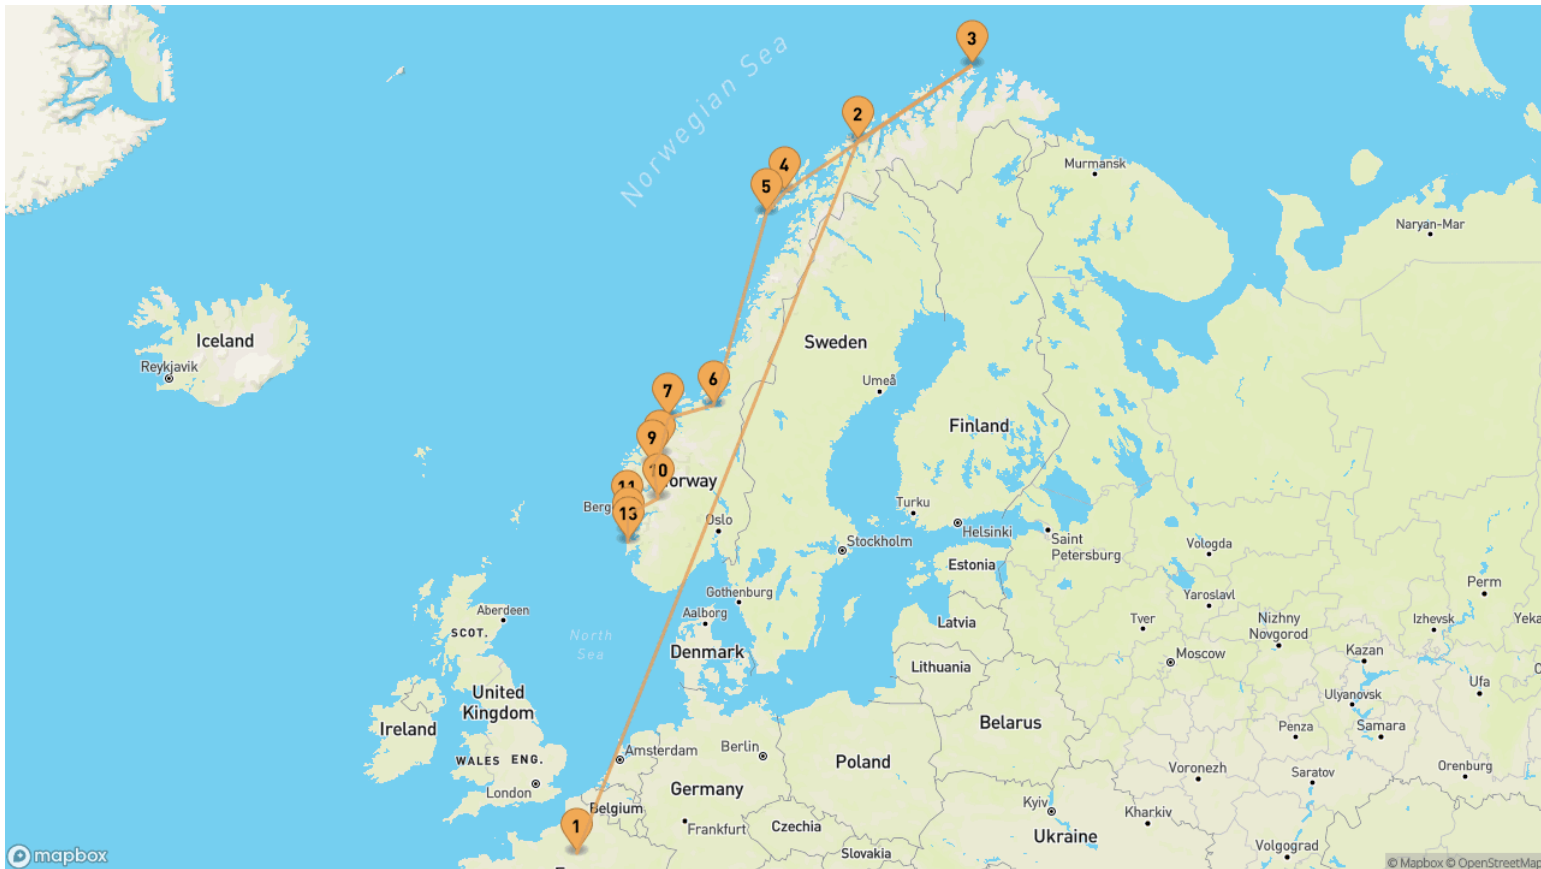 3
Norwegian Sea
2
4
5
Murmansk
Naryan-Mar
Iceland
Reykjavik
Sweden
Umeå
6
7
9
Finland
10
orway
11
Berg
13
Oslo
Turku
Helsinki
Stockholm
Saint
Petersburg
Vologda
Estonia
Perm
Gothenburg
Yaroslavl
Aberdeen
Aalborg
SCOT.
Latvia
Tver
Nizhny
Novgorod
Izhevsk
Yeka
North
Sea
Denmark
Lithuania
Moscow
Kazan
Ufa
United
Kingdom
Ulyanovsk
Ireland
Belarus
Penza
Samara
Amsterdam
Berlin
WALES
ENG.
Poland
Voronezh
Saratov
Orenburg
London
Germany
Belgium
Kyiv
Kharkiv
1
Frankfurt
Czechia
Ukraine
Volgograd
Slovakia
mapbox
© Mapbox © OpenStreetMap